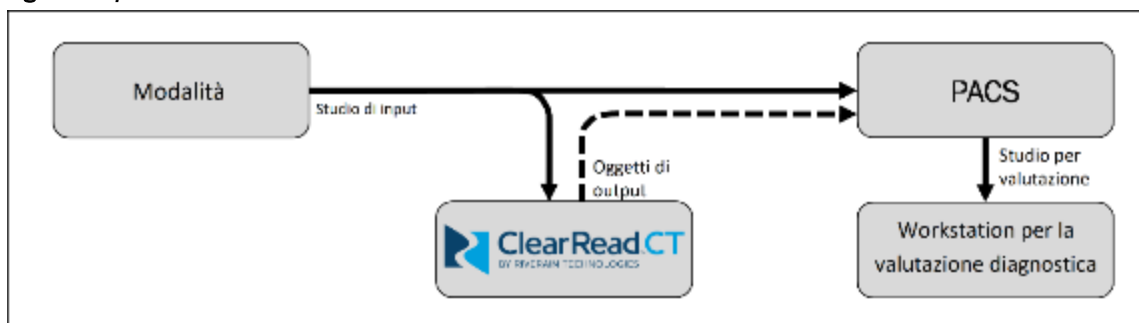 Modalità
Studio di input
PACS
Oggetti di
output
Studio per
valutazione
ClearRead.CT
BY RIVERAIN TECHNOLOGIES
Workstation per la
valutazione diagnostica